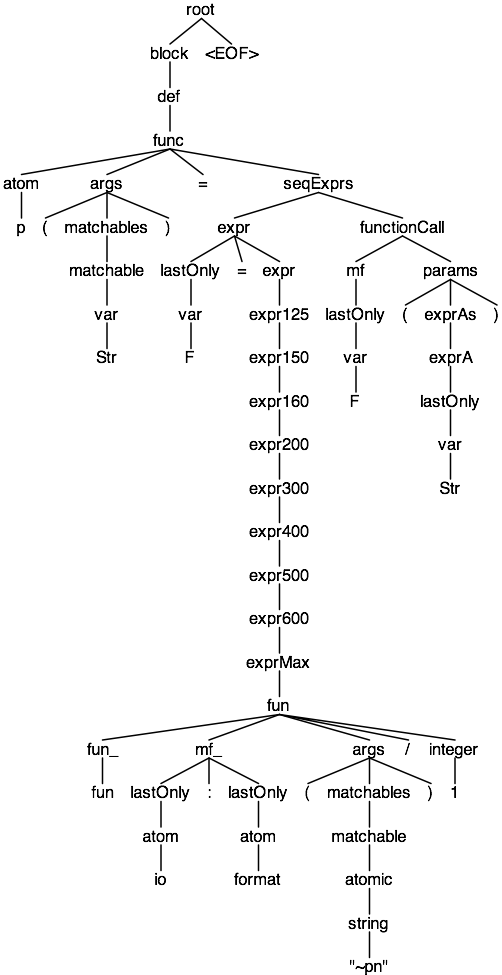 root
block <EOF>
def
func
atom args = seqExprs
p ( matchables ) expr functionCall
matchable lastOnly = expr mf params
var var expr125 lastOnly ( exprAs )
Str F expr150 var exprA
expr160 F lastOnly
expr200 var
expr300 Str
expr400
expr500
expr600
exprMax
fun
fun_ mf_ args / integer
fun lastOnly : lastOnly ( matchables ) 1
atom atom matchable
io format atomic
string
"~pn"